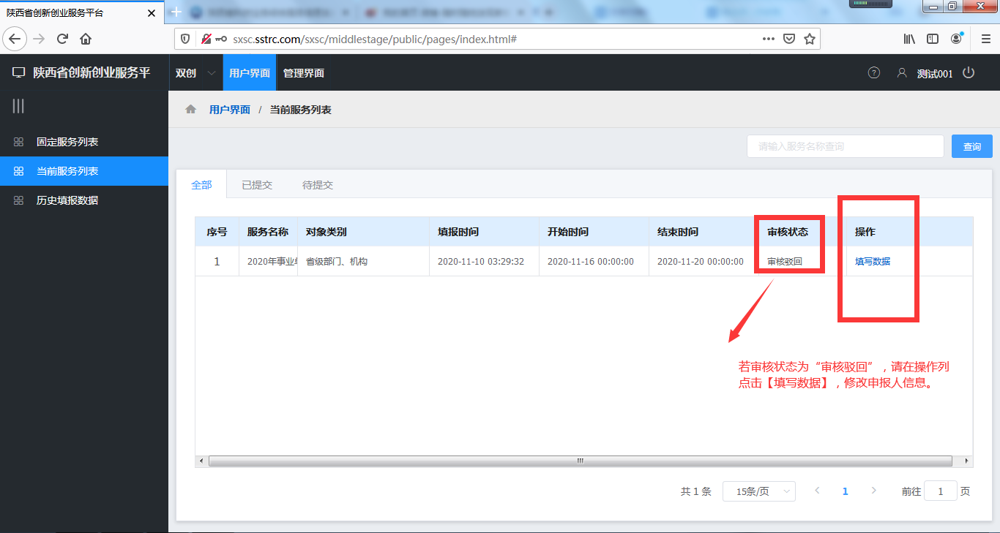 陕西省创新创业服务平台
sxsc.sstrc.com/sxsc/middlestage/public/pages/index.html#
陕西省创新创业服务平
双创
用户界面
管理界面
测试001
用户界面 / 当前服务列表
固定服务列表
当前服务列表
历史填报数据
请输入服务名称查询
查询
全部
已提交
待提交
序号 服务名称 对象类别 填报时间 开始时间 结束时间 审核状态 操作
1 2020年事业 省级部门、机构 2020-11-10 03:29:32 2020-11-16 00:00:00 2020-11-20 00:00:00 审核驳回 填写数据
若审核状态为“审核驳回”，请在操作列
点击【填写数据】，修改申报人信息。
共 1 条
15条/页
1
前往 1 页